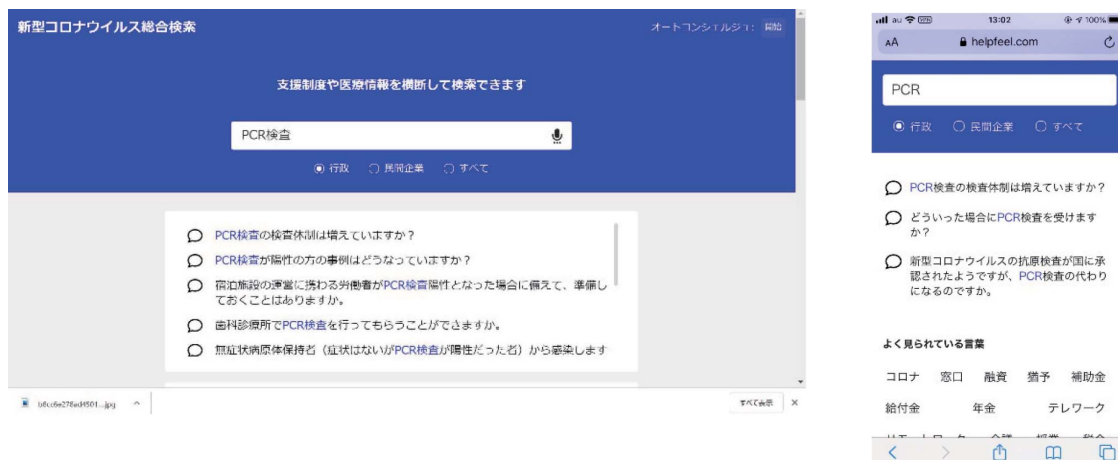 新型コロナウイルス総合検索
オートコンシェルジュ: 開始
支援制度や医療情報を横断して検索できます
PCR検査
行政 民間企業 すべて
PCR検査の検査体制は増えていますか？
PCR検査が陽性の方の事例はどうなっていますか？
宿泊施設の運営に携わる労働者がPCR検査陽性となった場合に備えて、準備し
ておくことはありますか。
歯科診療所でPCR検査を行ってもらうことができますか。
無症状病原体保持者（症状はないがPCR検査が陽性だった者）から感染します
すべて表示
au VPN 13:02 100%
AA helpfeel.com
PCR
行政 民間企業 すべて
PCR検査の検査体制は増えていますか？
どういった場合にPCR検査を受けます
か？
新型コロナウイルスの抗原検査が国に承
認されたようですが、PCR検査の代わり
になるのですか。
よく見られている言葉
コロナ 窓口 融資 猶予 補助金
給付金 年金 テレワーク